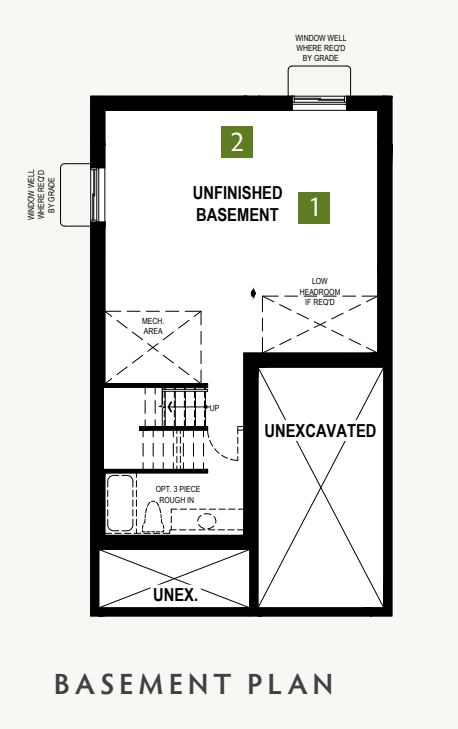 WINDOW WELL
WHERE REQ'D
BY GRADE
2
WINDOW WELL
WHERE REQ'D
BY GRADE
UNFINISHED
BASEMENT
1
LOW
HEADROOM
IF REQ'D
MECH.
AREA
UP
UNEXCAVATED
OPT. 3 PIECE
ROUGH IN
UNEX.
BASEMENT PLAN